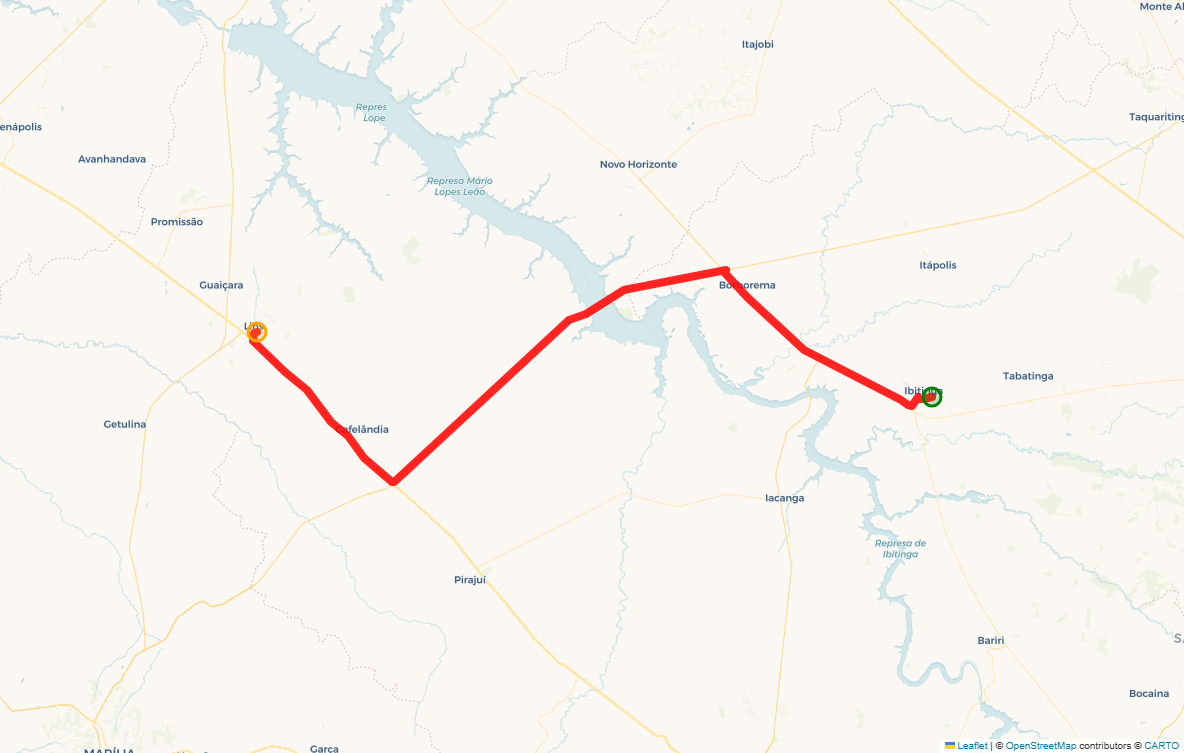 Monte Al
Itajobi
Repres
Lope
Taquariting
enápolis
Avanhandava
Novo Horizonte
Represa Mário
Lopes Leão
Promissão
Itápolis
Guaiçara
Borborema
Lins
Tabatinga
Ibitinga
Getulina
Cafelândia
Iacanga
Represa de
Ibitinga
Pirajuí
Bariri
SA
Bocaina
MARÍLIA
Garça
Leaflet | © OpenStreetMap contributors © CARTO